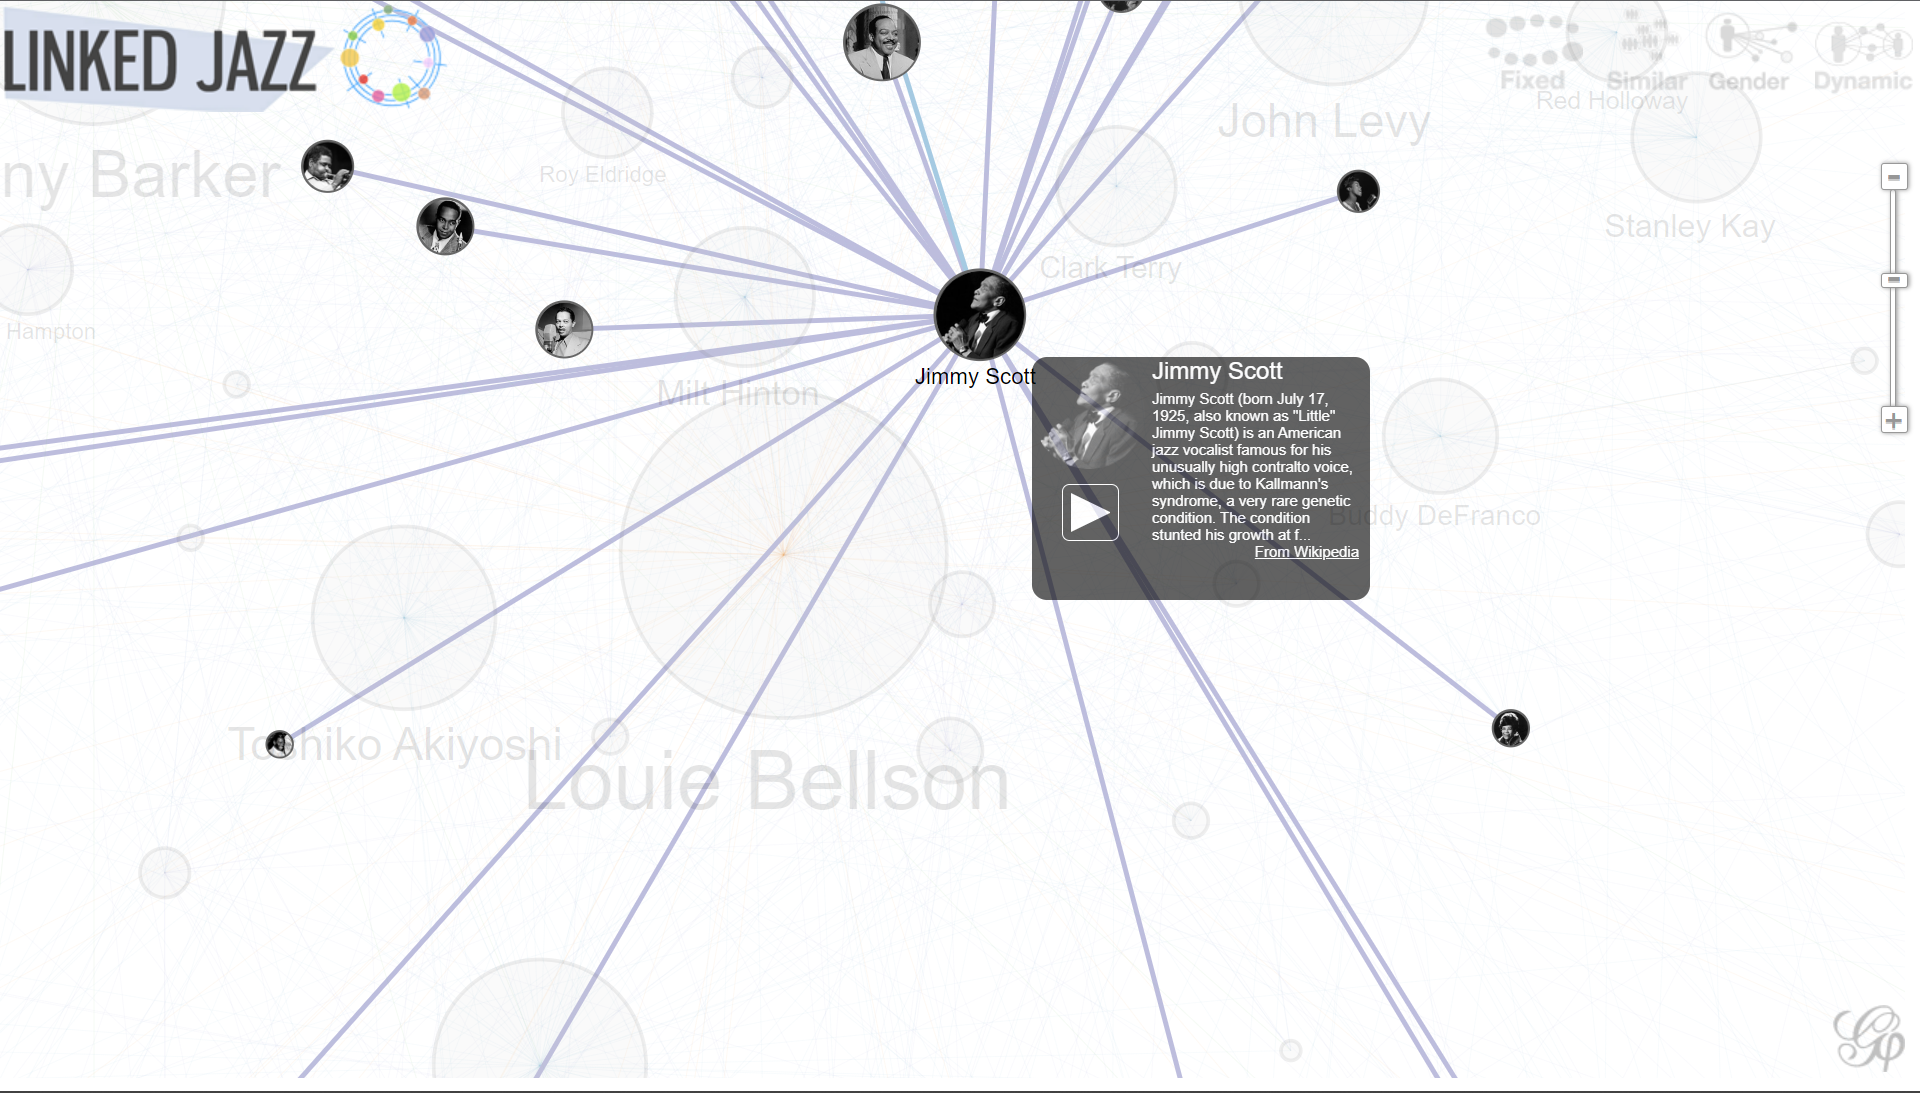 LINKED JAZZ
Fixed
Similar
Gender
Dynamic
Red Holloway
John Levy
ny Barker
Roy Eldridge
Stanley Kay
Clark Terry
Hampton
Jimmy Scott
Milt Hinton
Jimmy Scott
Jimmy Scott (born July 17,
1925, also known as "Little"
Jimmy Scott) is an American
jazz vocalist famous for his
unusually high contralto voice,
which is due to Kallmann's
syndrome, a very rare genetic
condition. The condition
stunted his growth at f...
From Wikipedia
Buddy DeFranco
Toshiko Akiyoshi
Louie Bellson